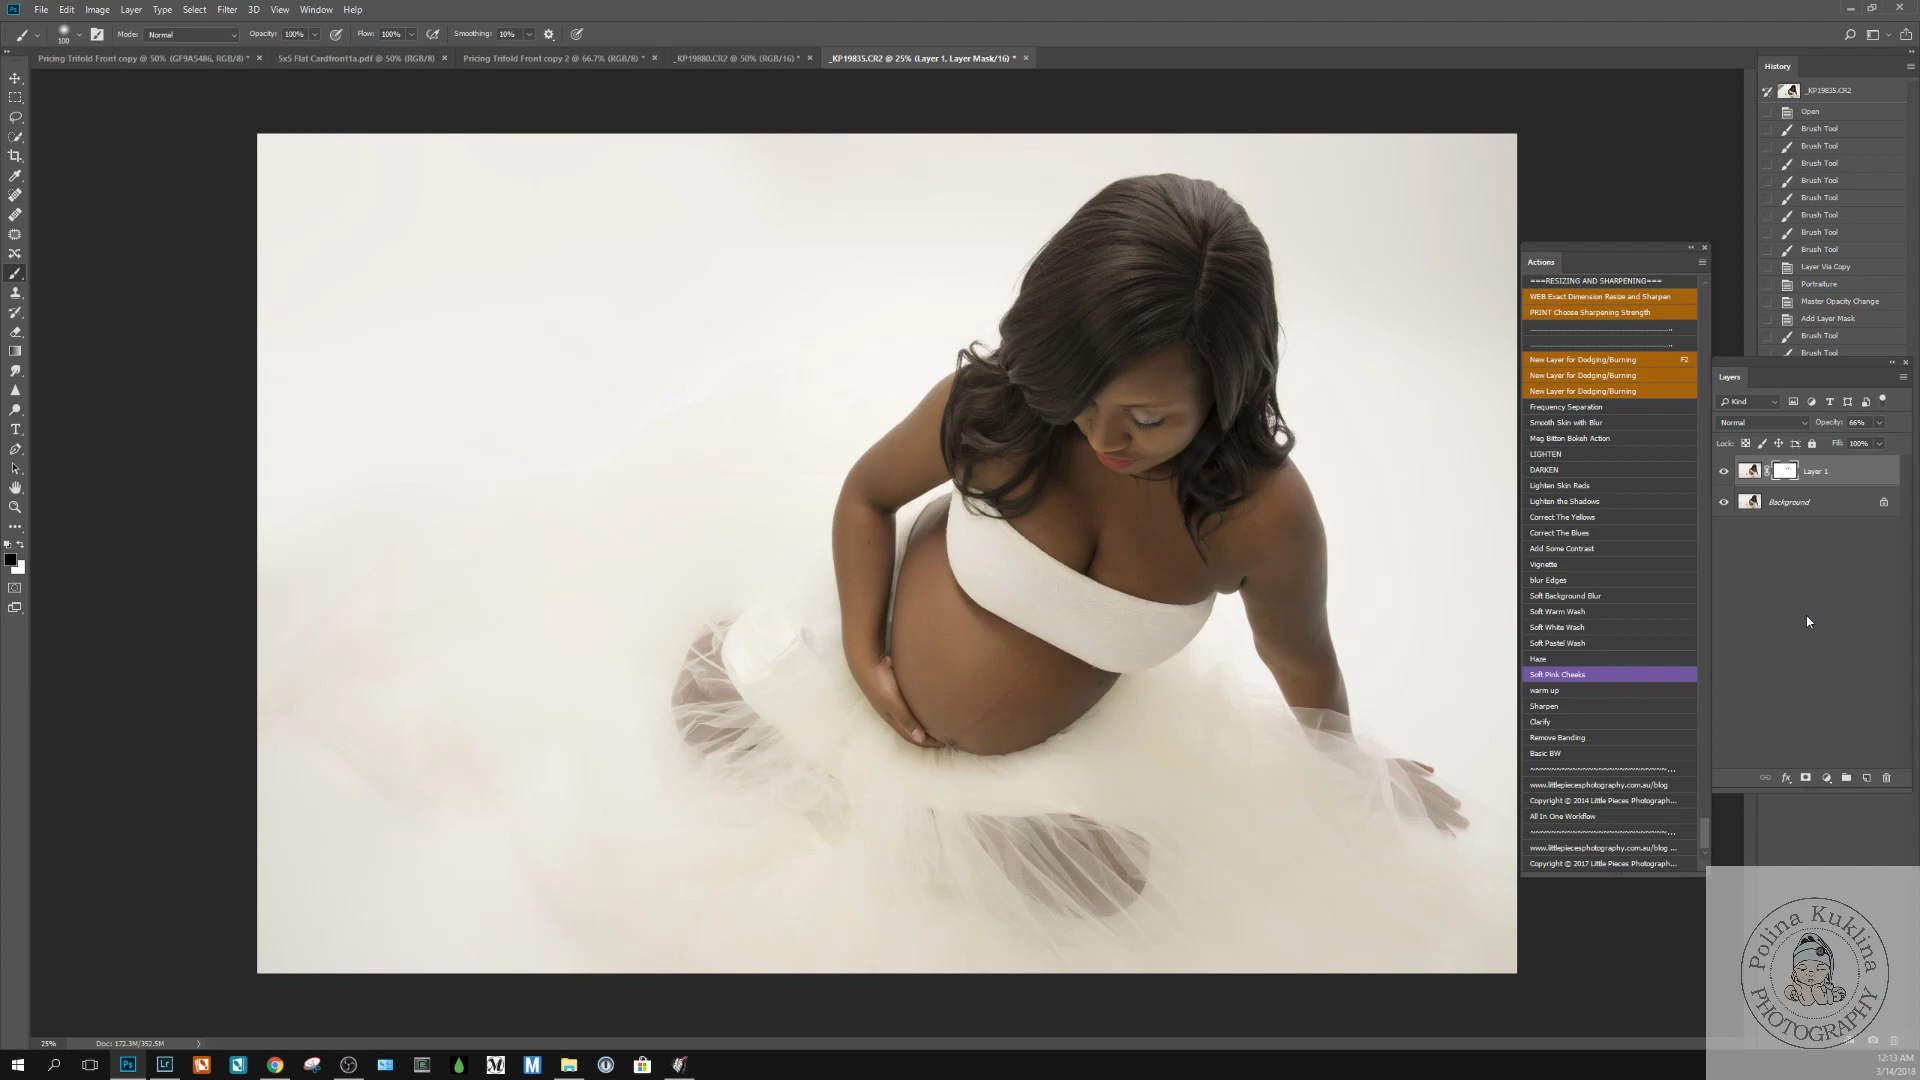 Ps File Edit Image Layer Type Select Filter 3D View Window Help
100 Mode: Normal Opacity: 100% Flow: 100% Smoothing: 10%
Pricing Trifold Front copy @ 50% (GF9A5486, RGB/8) * × 5x5 Flat Cardfront1a.pdf @ 50% (RGB/8) × Pricing Trifold Front copy 2 @ 66.7% (RGB/8) * × _KP19880.CR2 @ 50% (RGB/16) * × _KP19835.CR2 @ 25% (Layer 1, Layer Mask/16) * ×
History
_KP19835.CR2
Open
Brush Tool
Brush Tool
Brush Tool
Brush Tool
Brush Tool
Brush Tool
Brush Tool
Brush Tool
Layer Via Copy
Portraiture
Master Opacity Change
Add Layer Mask
Brush Tool
Brush Tool
Actions
===RESIZING AND SHARPENING===
WEB Exact Dimension Resize and Sharpen
PRINT Choose Sharpening Strength
New Layer for Dodging/Burning F2
New Layer for Dodging/Burning
New Layer for Dodging/Burning
Frequency Separation
Smooth Skin with Blur
Meg Bitton Bokeh Action
LIGHTEN
DARKEN
Lighten Skin Reds
Lighten the Shadows
Correct The Yellows
Correct The Blues
Add Some Contrast
Vignette
blur Edges
Soft Background Blur
Soft Warm Wash
Soft White Wash
Soft Pastel Wash
Haze
Soft Pink Cheeks
warm up
Sharpen
Clarify
Remove Banding
Basic BW
~~~~~~~~~~~~~~~~~~~~~~~~~~...
www.littlepiecesphotography.com.au/blog
Copyright © 2014 Little Pieces Photograph...
All In One Workflow
~~~~~~~~~~~~~~~~~~~~~~~~~~...
www.littlepiecesphotography.com.au/blog ...
Copyright © 2017 Little Pieces Photograph...
Layers
Kind
Normal Opacity: 66%
Lock: Fill: 100%
Layer 1
Background
fx
Polina Kuklina
PHOTOGRAPHY
25% Doc: 172.3M/352.5M
Ps Lr
12:13 AM
3/14/2018